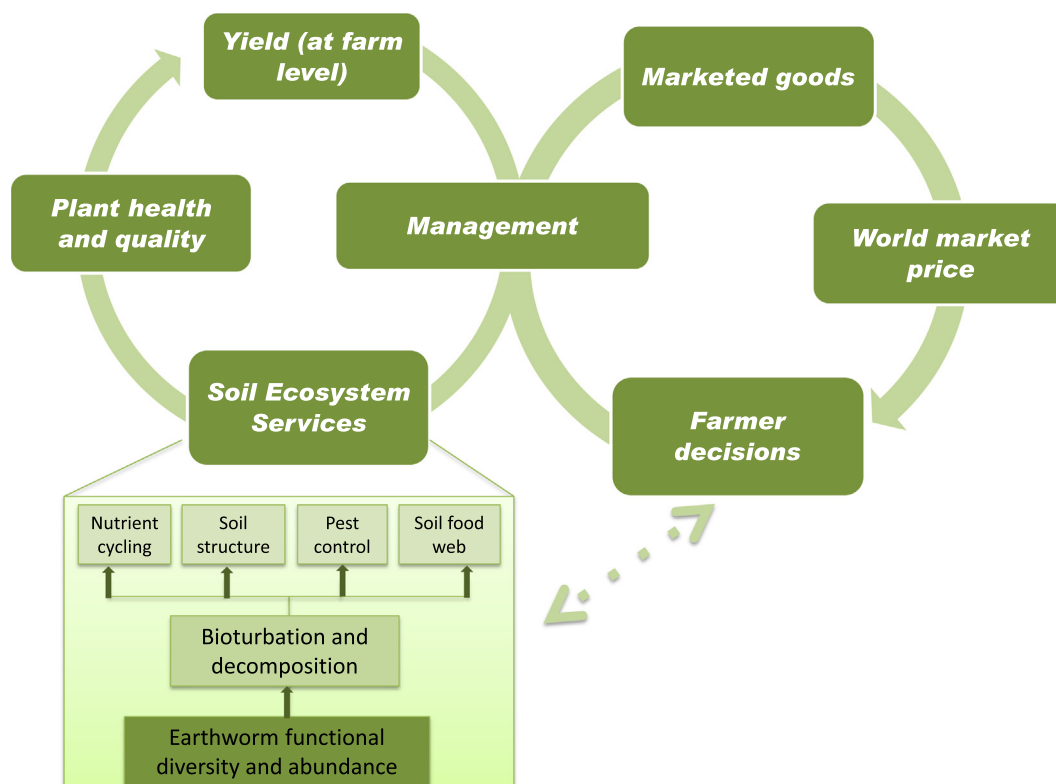 Yield (at farm
level)
Marketed goods
Plant health
and quality
Management
World market
price
Soil Ecosystem
Services
Farmer
decisions
Nutrient
cycling
Soil
structure
Pest
control
Soil food
web
Bioturbation and
decomposition
Earthworm functional
diversity and abundance